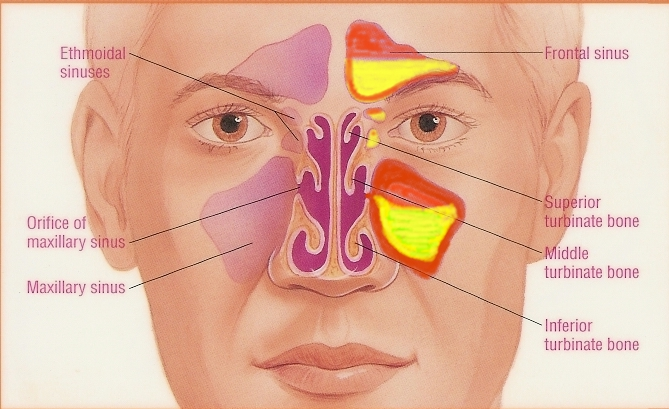 Ethmoidal
sinuses
Orifice of
maxillary sinus
Maxillary sinus
Frontal sinus
Superior
turbinate bone
Middle
turbinate bone
Inferior
turbinate bone